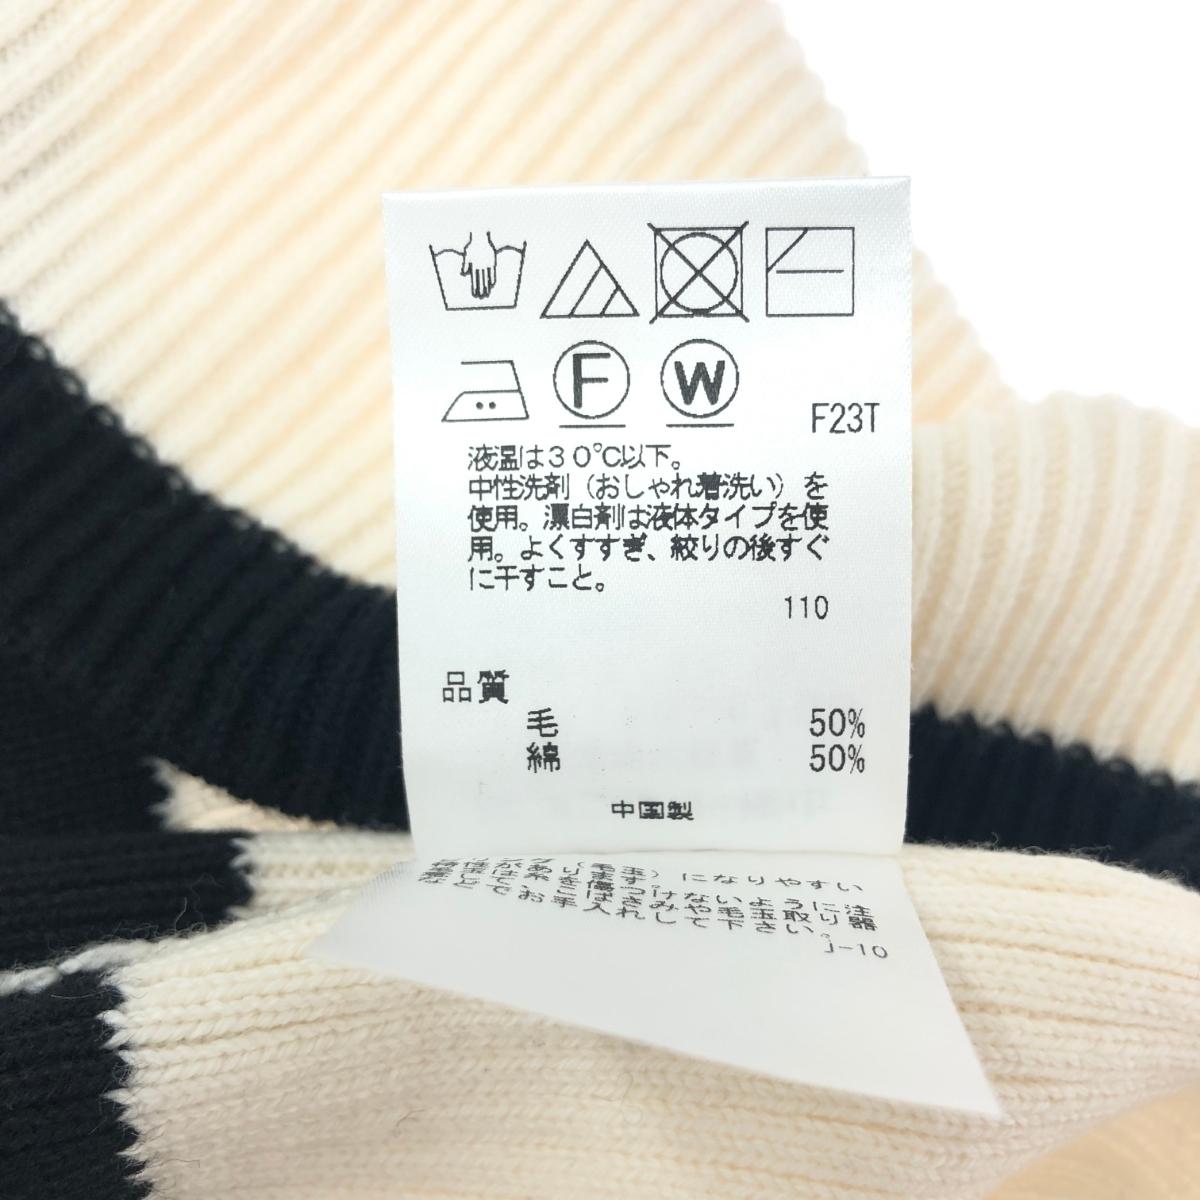 F
W
F23T
液温は30℃以下。
中性洗剤（おしゃれ着洗い）を
使用。漂白剤は液体タイプを使
用。よくすすぎ、絞りの後すぐ
に干すこと。
110
品質
毛 50%
綿 50%
中国製
になりやすい
つけないように注
毛玉取り器
お手入れして下さい。
J-10